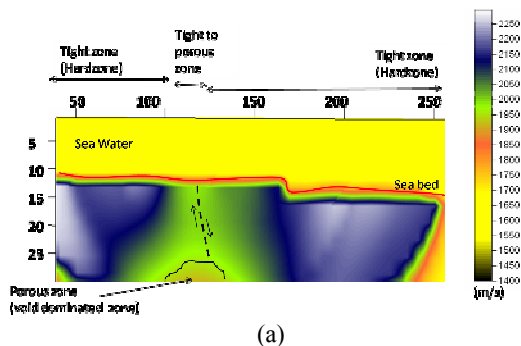 Tight zone
(Hardzone)
Tight to
porous
zone
Tight zone
(Hardzone)
50 100 150 200 250
5
10
15
20
25
Sea Water
Sea bed
Porous zone
(void dominated zone)
2250
2200
2150
2100
2050
2000
1950
1900
1850
1800
1750
1700
1650
1600
1550
1500
1450
1400
(m/s)
(a)